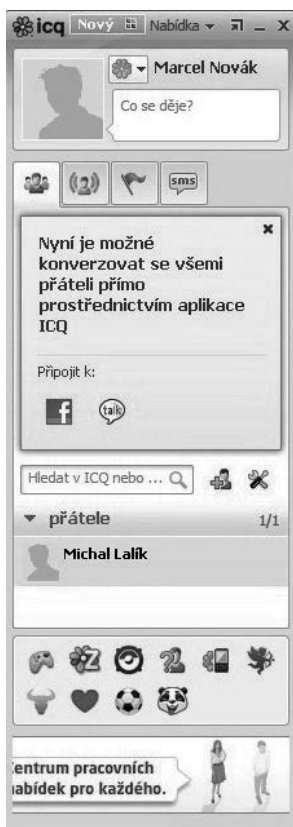 icq Nový Nabídka
Marcel Novák
Co se děje?
sms
Nyní je možné
konverzovat se všemi
přáteli přímo
prostřednictvím aplikace
ICQ
Připojit k:
f talk
Hledat v ICQ nebo ...
přátele 1/1
Michal Lalík
entrum pracovních
abídek pro každého.